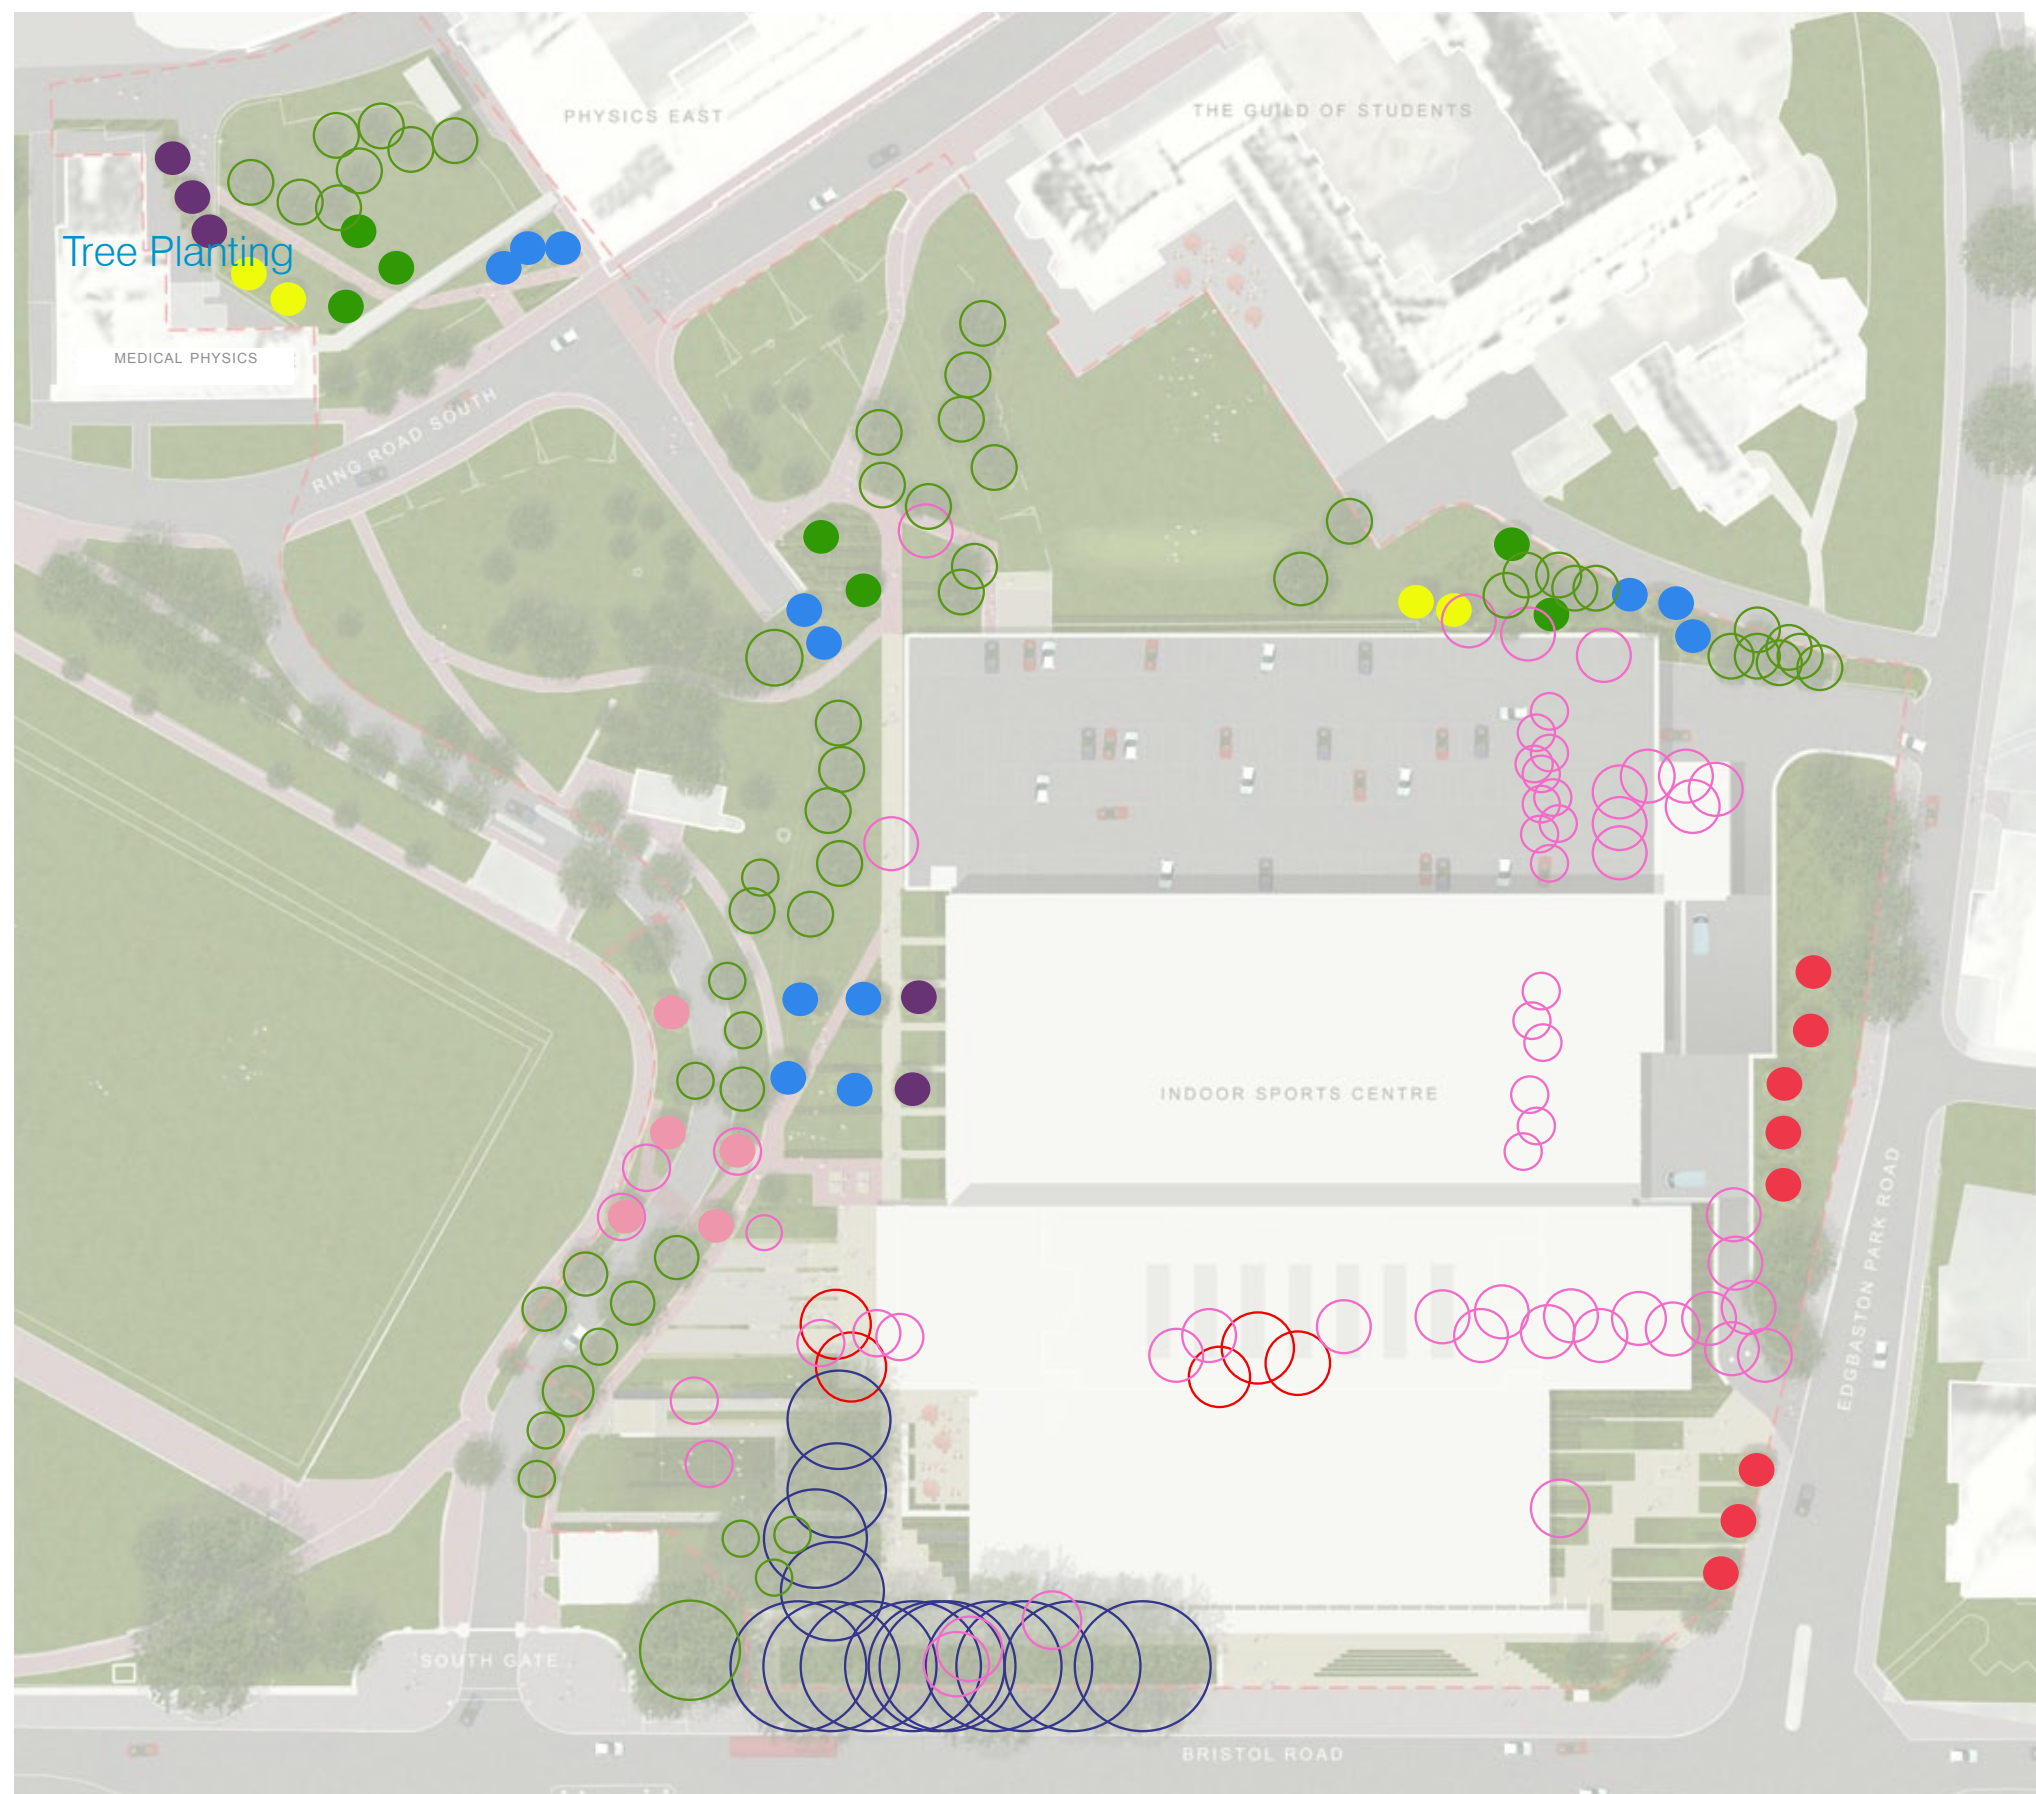 PHYSICS EAST
THE GUILD OF STUDENTS
Tree Planting
MEDICAL PHYSICS
RING ROAD SOUTH
INDOOR SPORTS CENTRE
EDGBASTON PARK ROAD
SOUTH GATE
BRISTOL ROAD